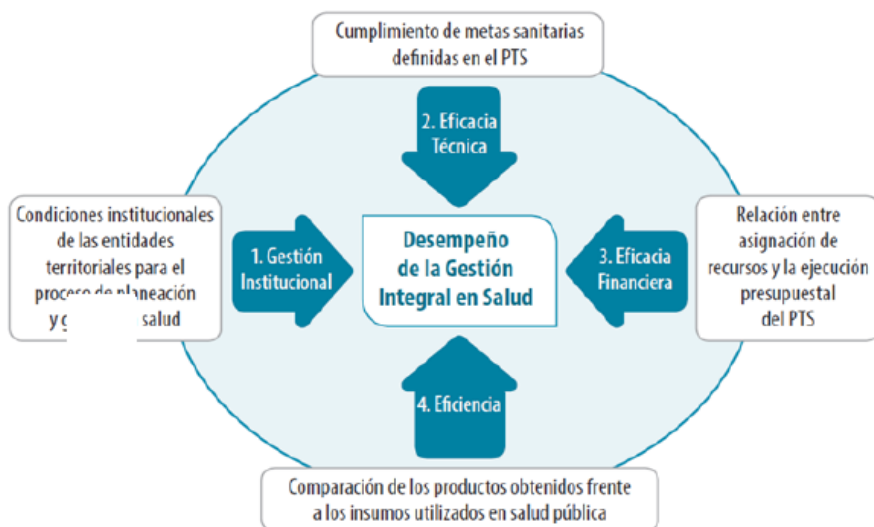 Cumplimiento de metas sanitarias
definidas en el PTS
2. Eficacia
Técnica
Condiciones institucionales
de las entidades
territoriales para el
proceso de planeación
y salud
1. Gestión
Institucional
Desempeño
de la Gestión
Integral en Salud
3. Eficacia
Financiera
Relación entre
asignación de
recursos y la ejecución
presupuestal
del PTS
4. Eficiencia
Comparación de los productos obtenidos frente
a los insumos utilizados en salud pública